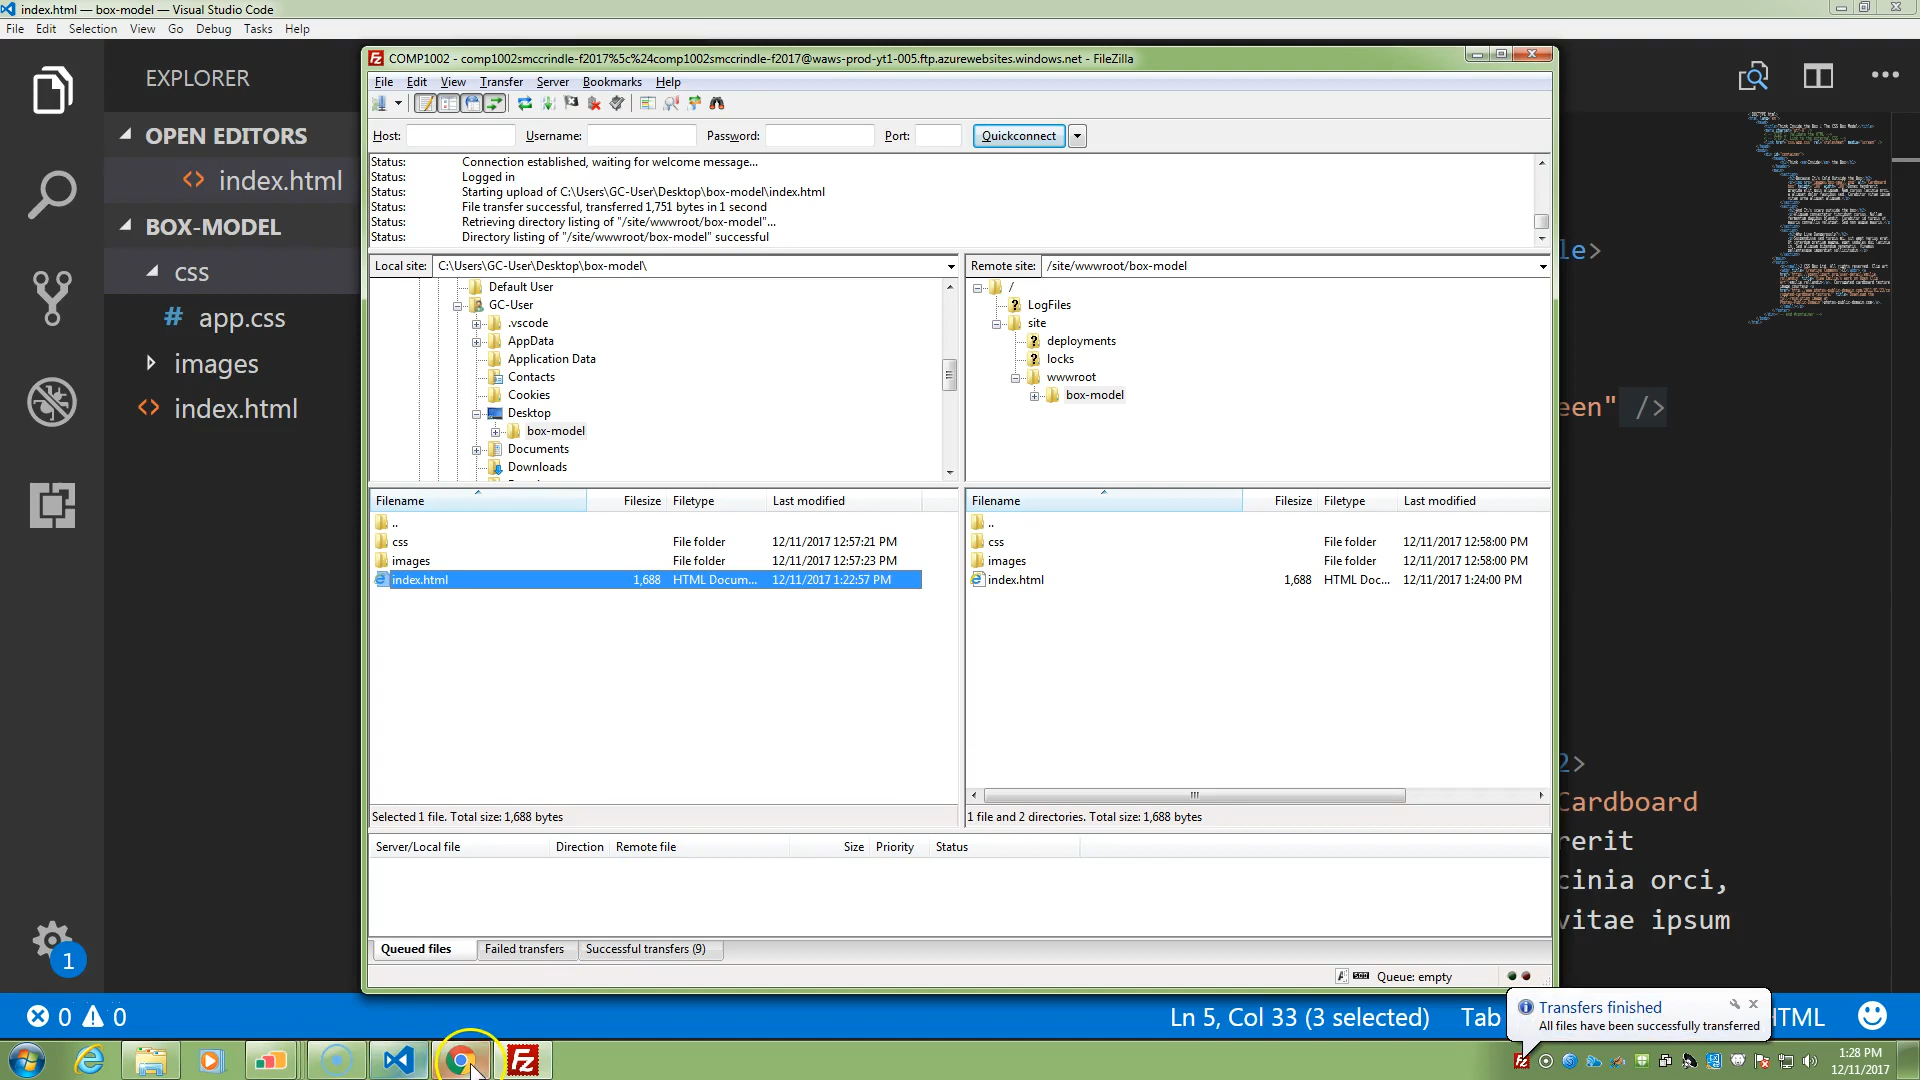 index.html — box-model — Visual Studio Code
File Edit Selection View Go Debug Tasks Help
EXPLORER
OPEN EDITORS
<> index.html
BOX-MODEL
css
# app.css
images
<> index.html
COMP1002 - comp1002smccrindle-f2017%5c%24comp1002smccrindle-f2017@waws-prod-yt1-005.ftp.azurewebsites.windows.net - FileZilla
File Edit View Transfer Server Bookmarks Help
Host: Username: Password: Port: Quickconnect
Status: Connection established, waiting for welcome message...
Status: Logged in
Status: Starting upload of C:\Users\GC-User\Desktop\box-model\index.html
Status: File transfer successful, transferred 1,751 bytes in 1 second
Status: Retrieving directory listing of "/site/wwwroot/box-model"...
Status: Directory listing of "/site/wwwroot/box-model" successful
Local site: C:\Users\GC-User\Desktop\box-model\
Default User
GC-User
.vscode
AppData
Application Data
Contacts
Cookies
Desktop
box-model
Documents
Downloads
Remote site: /site/wwwroot/box-model
/
? LogFiles
site
? deployments
? locks
wwwroot
box-model
Filename Filesize Filetype Last modified
..
css File folder 12/11/2017 12:57:21 PM
images File folder 12/11/2017 12:57:23 PM
index.html 1,688 HTML Docum... 12/11/2017 1:22:57 PM
Selected 1 file. Total size: 1,688 bytes
Filename Filesize Filetype Last modified
..
css File folder 12/11/2017 12:58:00 PM
images File folder 12/11/2017 12:58:00 PM
index.html 1,688 HTML Doc... 12/11/2017 1:24:00 PM
1 file and 2 directories. Total size: 1,688 bytes
Server/Local file Direction Remote file Size Priority Status
Queued files Failed transfers Successful transfers (9)
Queue: empty
le>
een" />
2>
Cardboard
rerit
cinia orci,
vitae ipsum
1
0 0
Ln 5, Col 33 (3 selected) Tab HTML
Transfers finished
All files have been successfully transferred
1:28 PM
12/11/2017